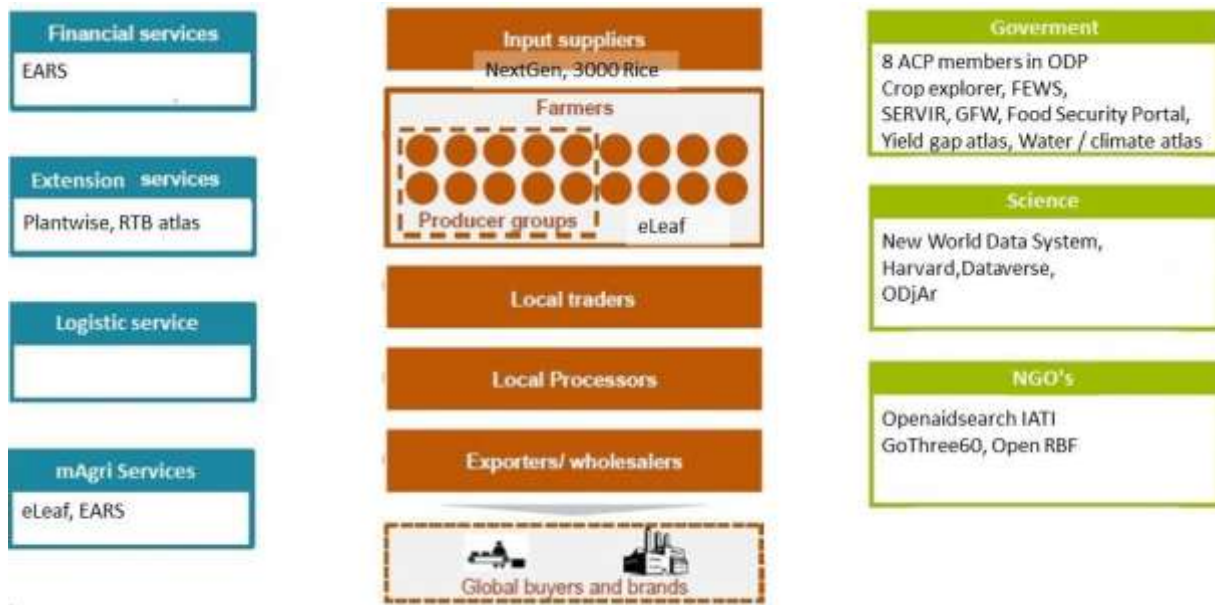 Financial services
EARS
Extension services
Plantwise, RTB atlas
Logistic service
mAgri Services
eLeaf, EARS
Input suppliers
NextGen, 3000 Rice
Farmers
Producer groups
eLeaf
Local traders
Local Processors
Exporters/ wholesalers
Global buyers and brands
Goverment
8 ACP members in ODP
Crop explorer, FEWS,
SERVIR, GFW, Food Security Portal,
Yield gap atlas, Water / climate atlas
Science
New World Data System,
Harvard,Dataverse,
ODjAr
NGO's
Openaidsearch IATI
GoThree60, Open RBF